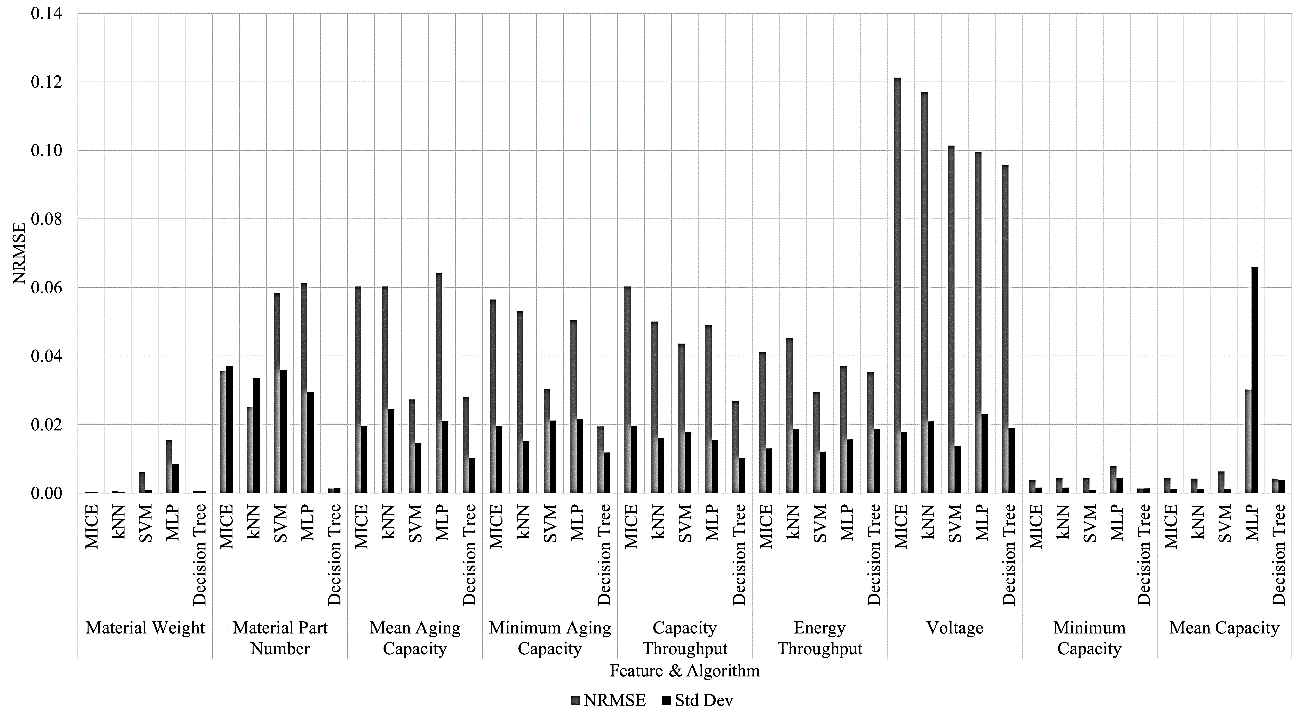 0.14
0.12
0.10
0.08
0.06
0.04
0.02
0.00
NRMSE
MICE
kNN
SVM
MLP
Decision Tree
MICE
kNN
SVM
MLP
Decision Tree
MICE
kNN
SVM
MLP
Decision Tree
MICE
kNN
SVM
MLP
Decision Tree
MICE
kNN
SVM
MLP
Decision Tree
MICE
kNN
SVM
MLP
Decision Tree
MICE
kNN
SVM
MLP
Decision Tree
MICE
kNN
SVM
MLP
Decision Tree
MICE
kNN
SVM
MLP
Decision Tree
Material Weight
Material Part
Number
Mean Aging
Capacity
Minimum Aging
Capacity
Capacity
Throughput
Energy
Throughput
Voltage
Minimum
Capacity
Mean Capacity
Feature & Algorithm
NRMSE
Std Dev